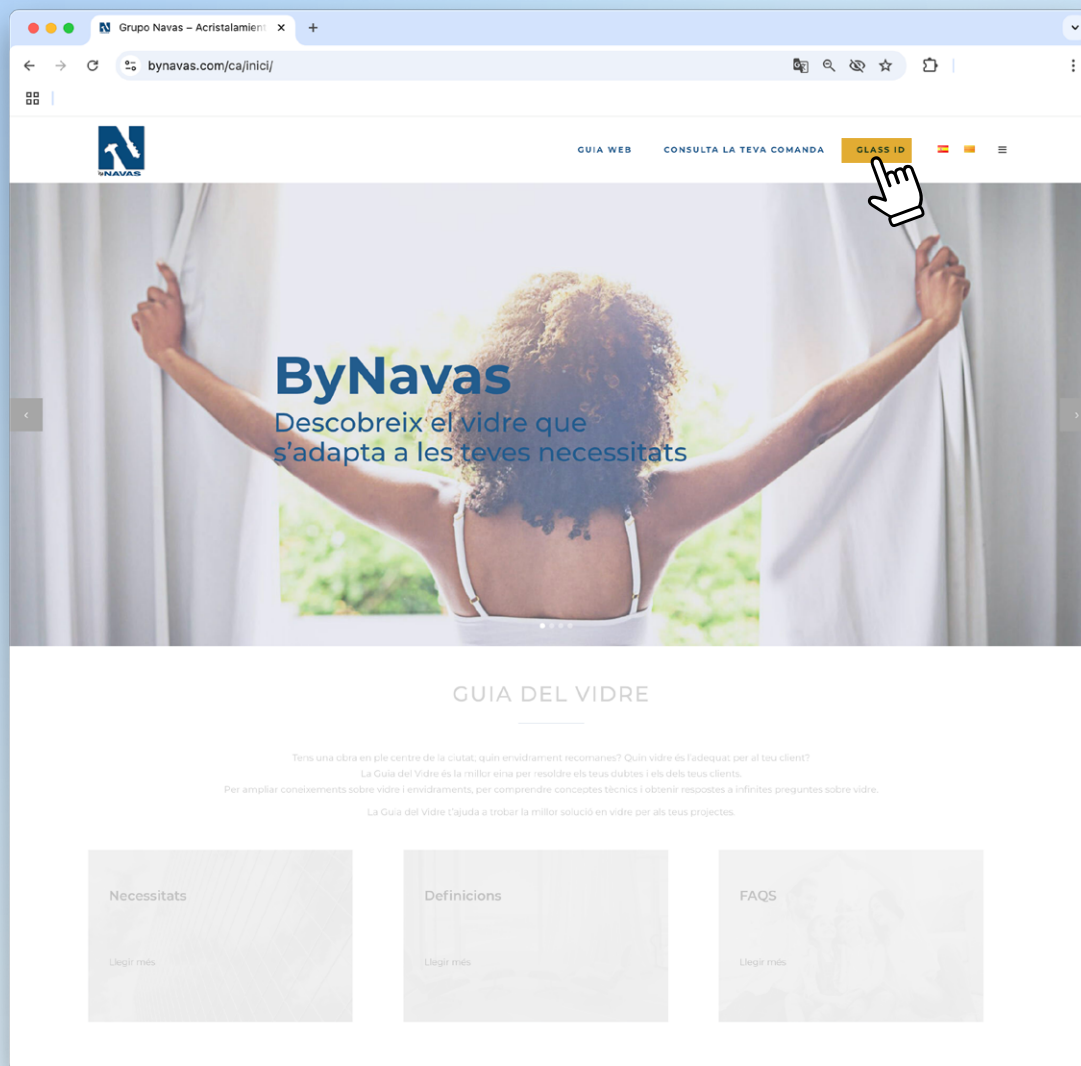 Grupo Navas – Acristalamient
bynavas.com/ca/inici/
N
BYNAVAS
GUIA WEB
CONSULTA LA TEVA COMANDA
GLASS ID
ByNavas
Descobreix el vidre que
s'adapta a les teves necessitats
GUIA DEL VIDRE
Tens una obra en ple centre de la ciutat: quin envidrament recomanes? Quin vidre és l'adequat per al teu client?
La Guia del Vidre és la millor eina per resoldre els teus dubtes i els dels teus clients.
Per ampliar coneixements sobre vidre i envidraments, per comprendre conceptes tècnics i obtenir respostes a infinites preguntes sobre vidre.
La Guia del Vidre t'ajuda a trobar la millor solució en vidre per als teus projectes.
Necessitats
Llegir més
Definicions
Llegir més
FAQS
Llegir més